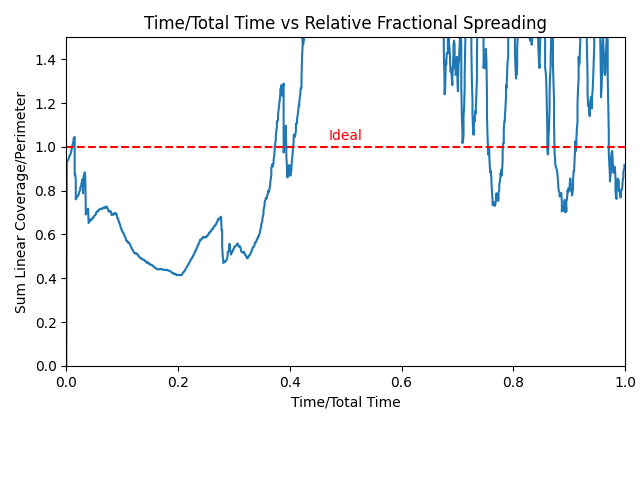 Time/Total Time vs Relative Fractional Spreading
Sum Linear Coverage/Perimeter
1.4
1.2
1.0
0.8
0.6
0.4
0.2
0.0
Ideal
0.0 0.2 0.4 0.6 0.8 1.0
Time/Total Time